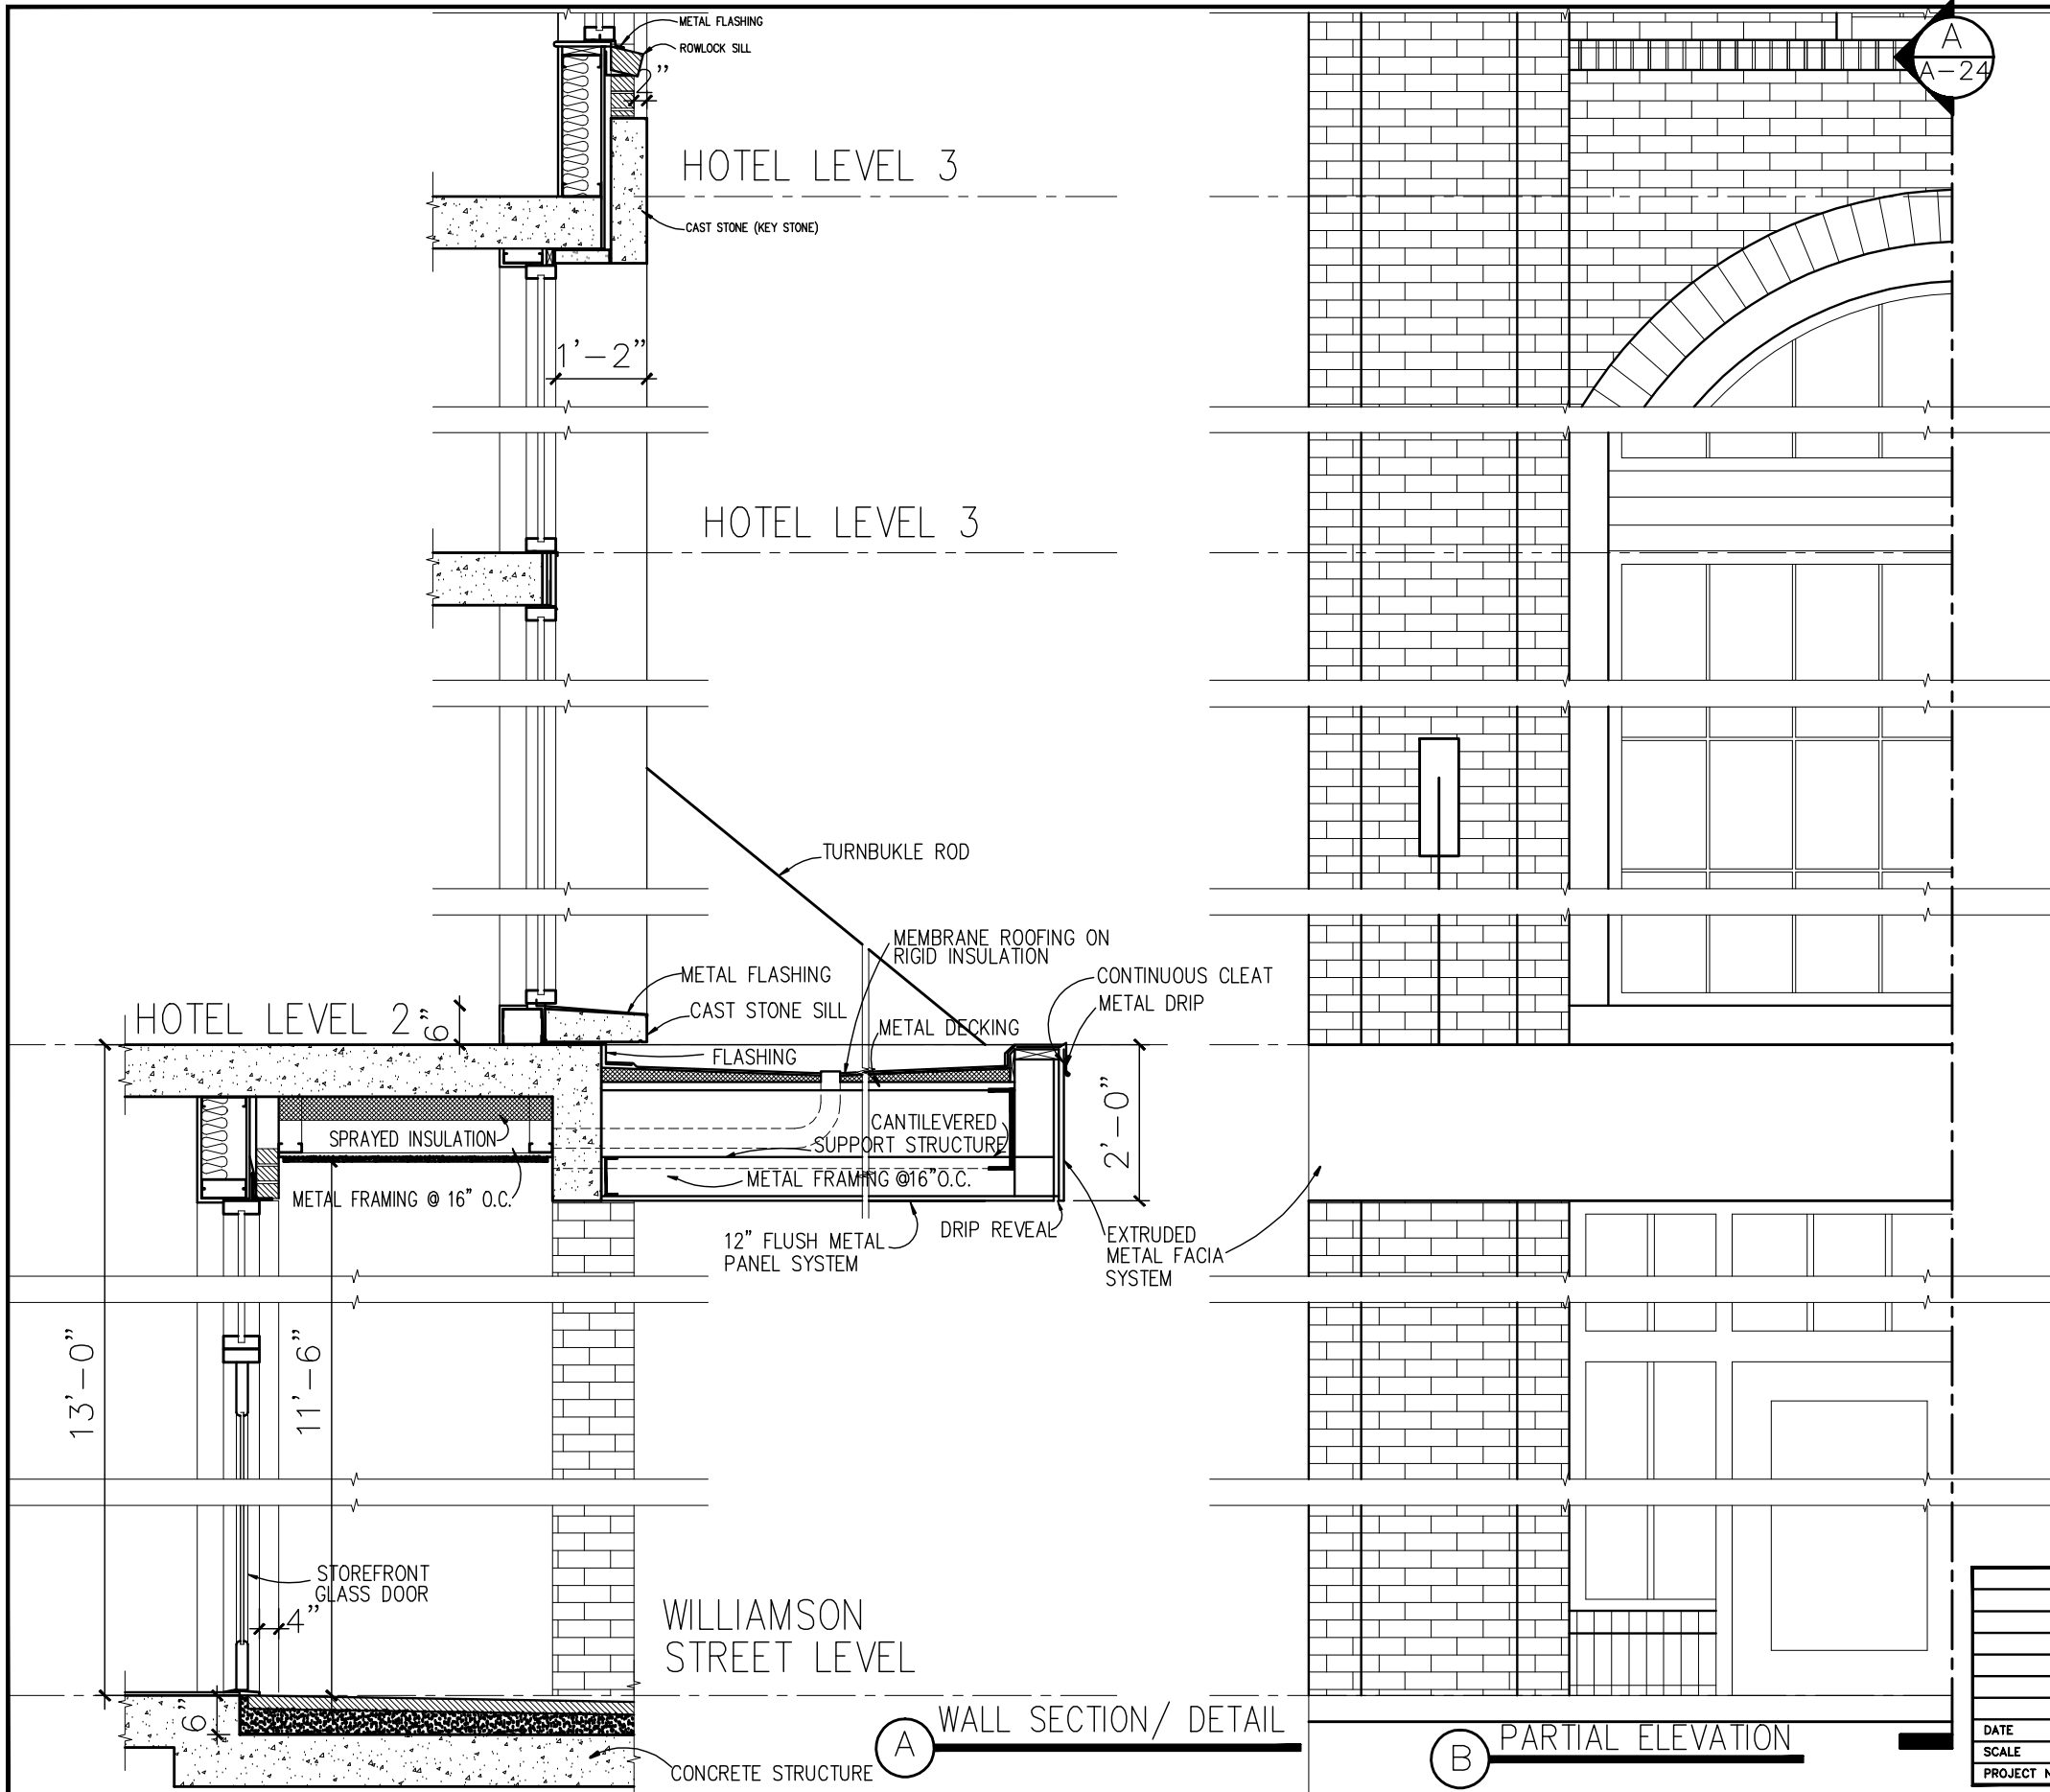 METAL FLASHING
ROWLOCK SILL
2”
A
A-24
HOTEL LEVEL 3
CAST STONE (KEY STONE)
1’-2”
HOTEL LEVEL 3
TURNBUKLE ROD
MEMBRANE ROOFING ON
RIGID INSULATION
METAL FLASHING
CONTINUOUS CLEAT
METAL DRIP
CAST STONE SILL
HOTEL LEVEL 2
6”
METAL DECKING
FLASHING
2’-0”
CANTILEVERED
SUPPORT STRUCTURE
SPRAYED INSULATION
METAL FRAMING @16”O.C.
METAL FRAMING @ 16” O.C.
12” FLUSH METAL
PANEL SYSTEM
DRIP REVEAL
EXTRUDED
METAL FACIA
SYSTEM
13’-0”
11’-6”
STOREFRONT
GLASS DOOR
4”
WILLIAMSON
STREET LEVEL
6”
A
WALL SECTION/ DETAIL
B
PARTIAL ELEVATION
CONCRETE STRUCTURE
DATE
SCALE
PROJECT N